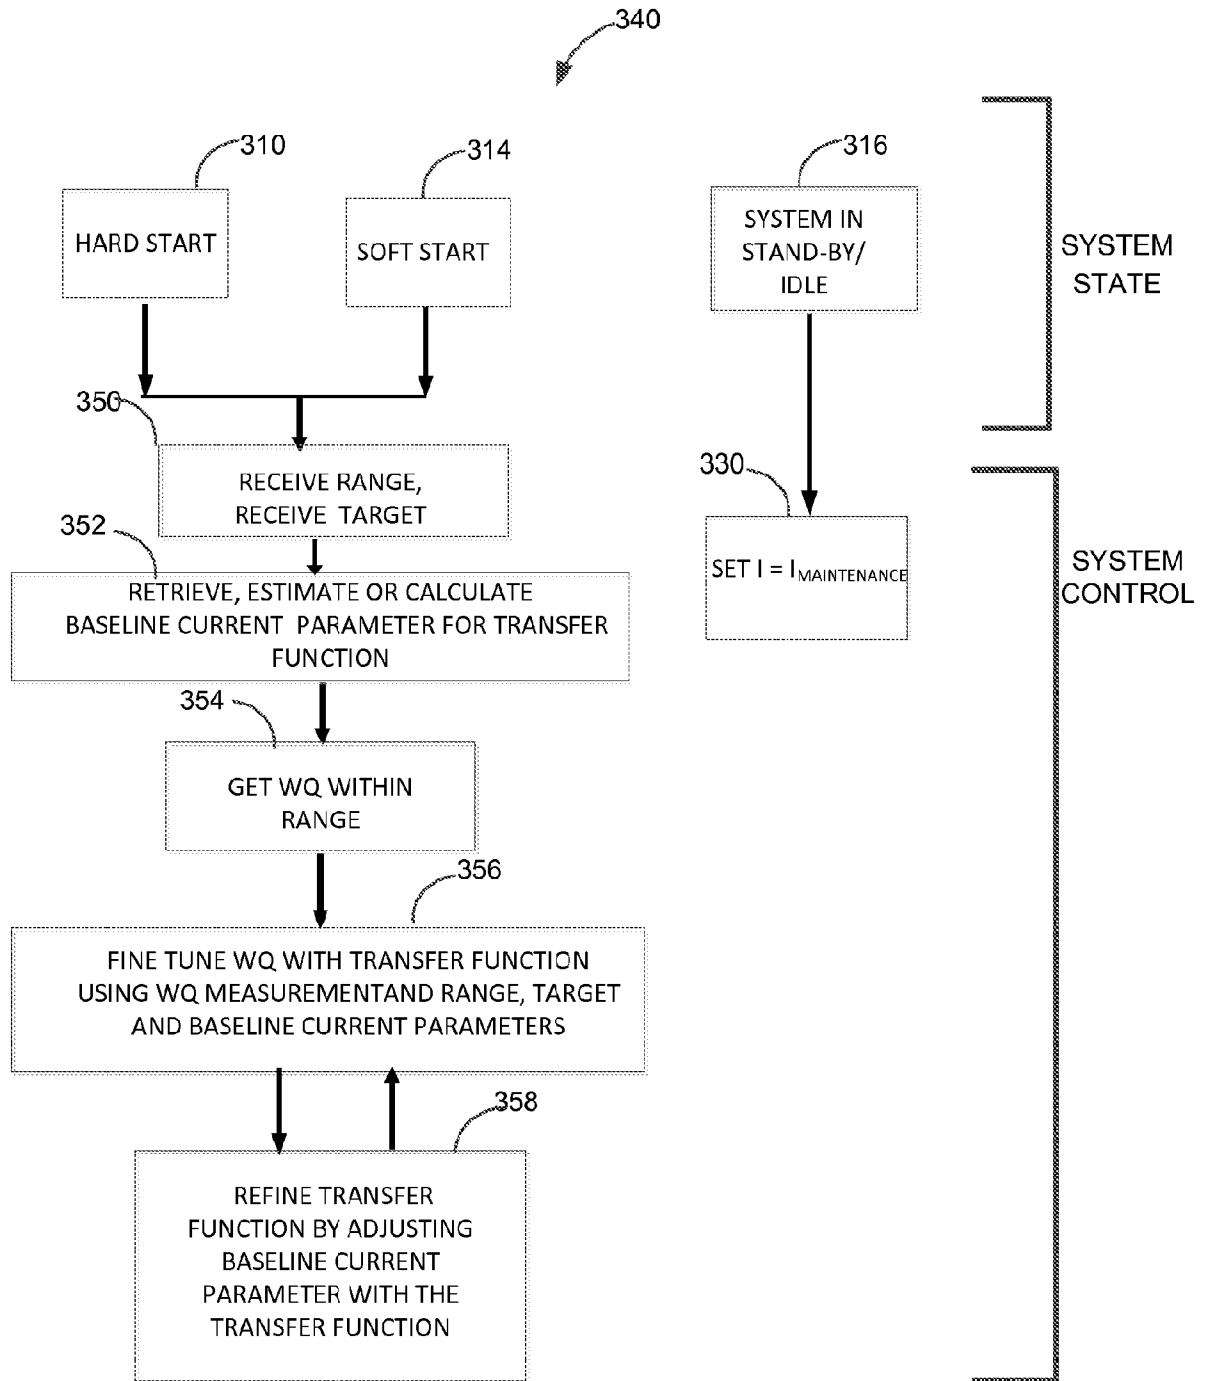 340
310
HARD START
314
SOFT START
316
SYSTEM IN
STAND-BY/
IDLE
SYSTEM
STATE
350
RECEIVE RANGE,
RECEIVE TARGET
352
RETRIEVE, ESTIMATE OR CALCULATE
BASELINE CURRENT PARAMETER FOR TRANSFER
FUNCTION
354
GET WQ WITHIN
RANGE
356
FINE TUNE WQ WITH TRANSFER FUNCTION
USING WQ MEASUREMENTAND RANGE, TARGET
AND BASELINE CURRENT PARAMETERS
358
REFINE TRANSFER
FUNCTION BY ADJUSTING
BASELINE CURRENT
PARAMETER WITH THE
TRANSFER FUNCTION
330
SET I = I MAINTENANCE
SYSTEM
CONTROL